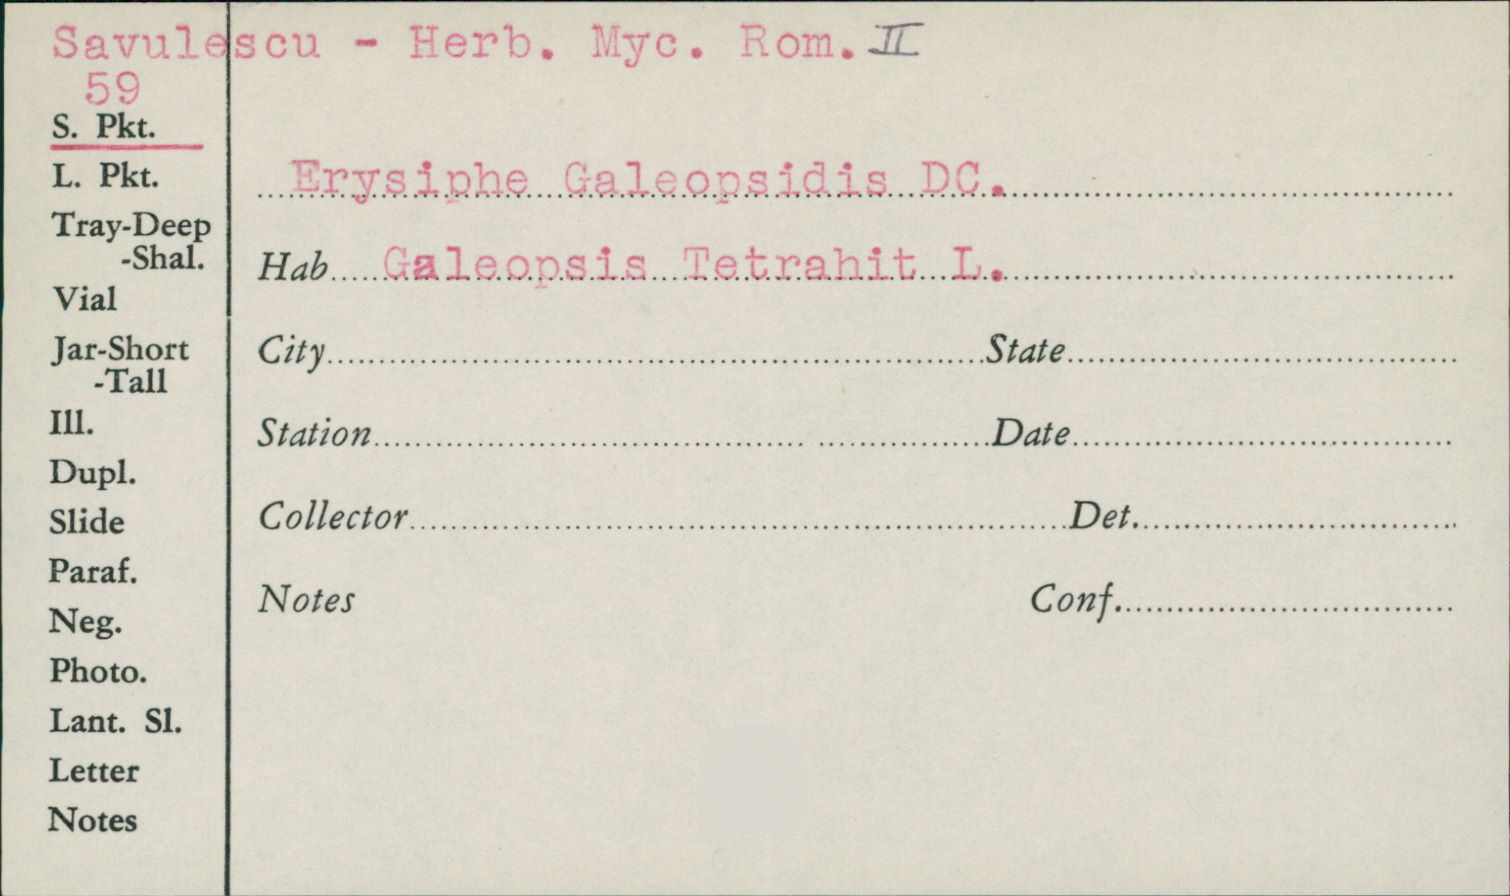 Savulescu - Herb. Myc. Rom. II
59
S. Pkt.
L. Pkt.
Tray-Deep
-Shal.
Vial
Jar-Short
-Tall
Ill.
Dupl.
Slide
Paraf.
Neg.
Photo.
Lant. Sl.
Letter
Notes
Erysiphe Galeopsidis DC.
Hab Galeopsis Tetrahit L.
City State
Station Date
Collector Det.
Notes Conf.